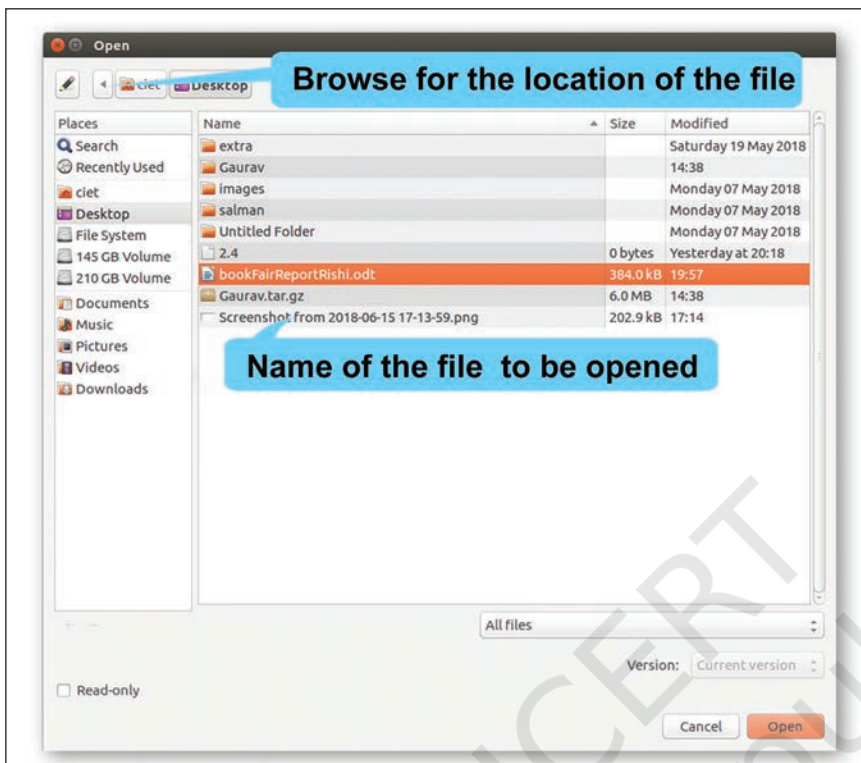 Open
Browse for the location of the file
ciet Desktop
Places Name Size Modified
Search extra Saturday 19 May 2018
Recently Used Gaurav 14:38
ciet images Monday 07 May 2018
Desktop salman Monday 07 May 2018
File System Untitled Folder Monday 07 May 2018
145 GB Volume 2.4 0 bytes Yesterday at 20:18
210 GB Volume bookFairReportRishi.odt 384.0 kB 19:57
Documents Gaurav.tar.gz 6.0 MB 14:38
Music Screenshot from 2018-06-15 17-13-59.png 202.9 kB 17:14
Pictures
Videos
Downloads
Name of the file to be opened
All files
Version: Current version
Read-only
Cancel Open